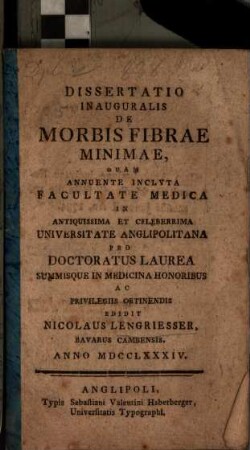 DISSERTATIO
INAUGURALIS
DE
MORBIS FIBRAE
MINIMAE,
QUAM
ANNUENTE INCLYTA
FACULTATE MEDICA
IN
ANTIQUISSIMA ET CELEBERRIMA
UNIVERSITATE ANGLIPOLITANA
PRO
DOCTORATUS LAUREA
SUMMISQUE IN MEDICINA HONORIBUS
AC
PRIVILEGIIS OBTINENDIS
EDIDIT
NICOLAUS LENGRIESSER,
BAVARUS CAMBENSIS.
ANNO MDCCLXXXIV.
ANGLIPOLI,
Typis Sabastiani Valentini Haberberger,
Universitatis Typographi.